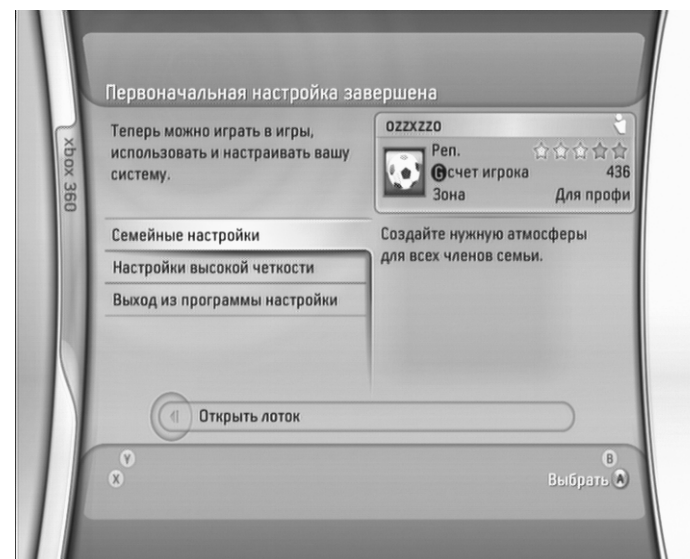 xbox 360
Первоначальная настройка завершена
Теперь можно играть в игры,
использовать и настраивать вашу
систему.
ozzxzzo
Реп.
G счет игрока 436
Зона Для профи
Семейные настройки
Настройки высокой четкости
Выход из программы настройки
Создайте нужную атмосферы
для всех членов семьи.
Открыть лоток
Y
X
B
Выбрать A